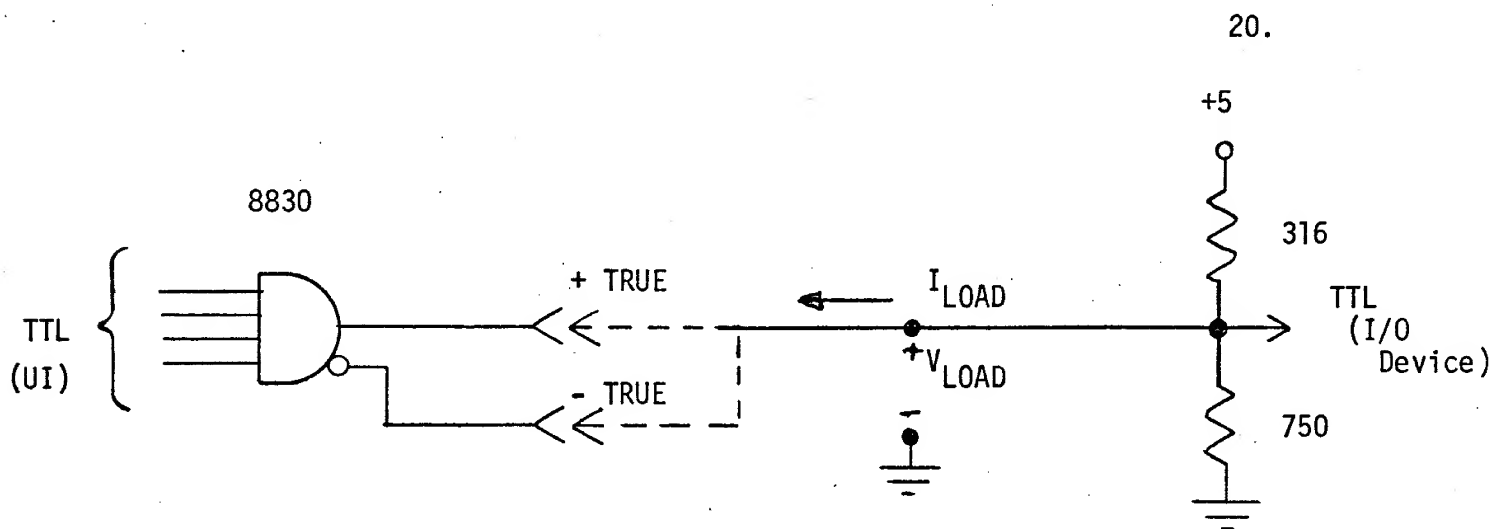 20.
+5
8830
316
+ TRUE
I LOAD
TTL
(I/O
Device)
TTL
(UI)
+
V LOAD
- TRUE
-
750